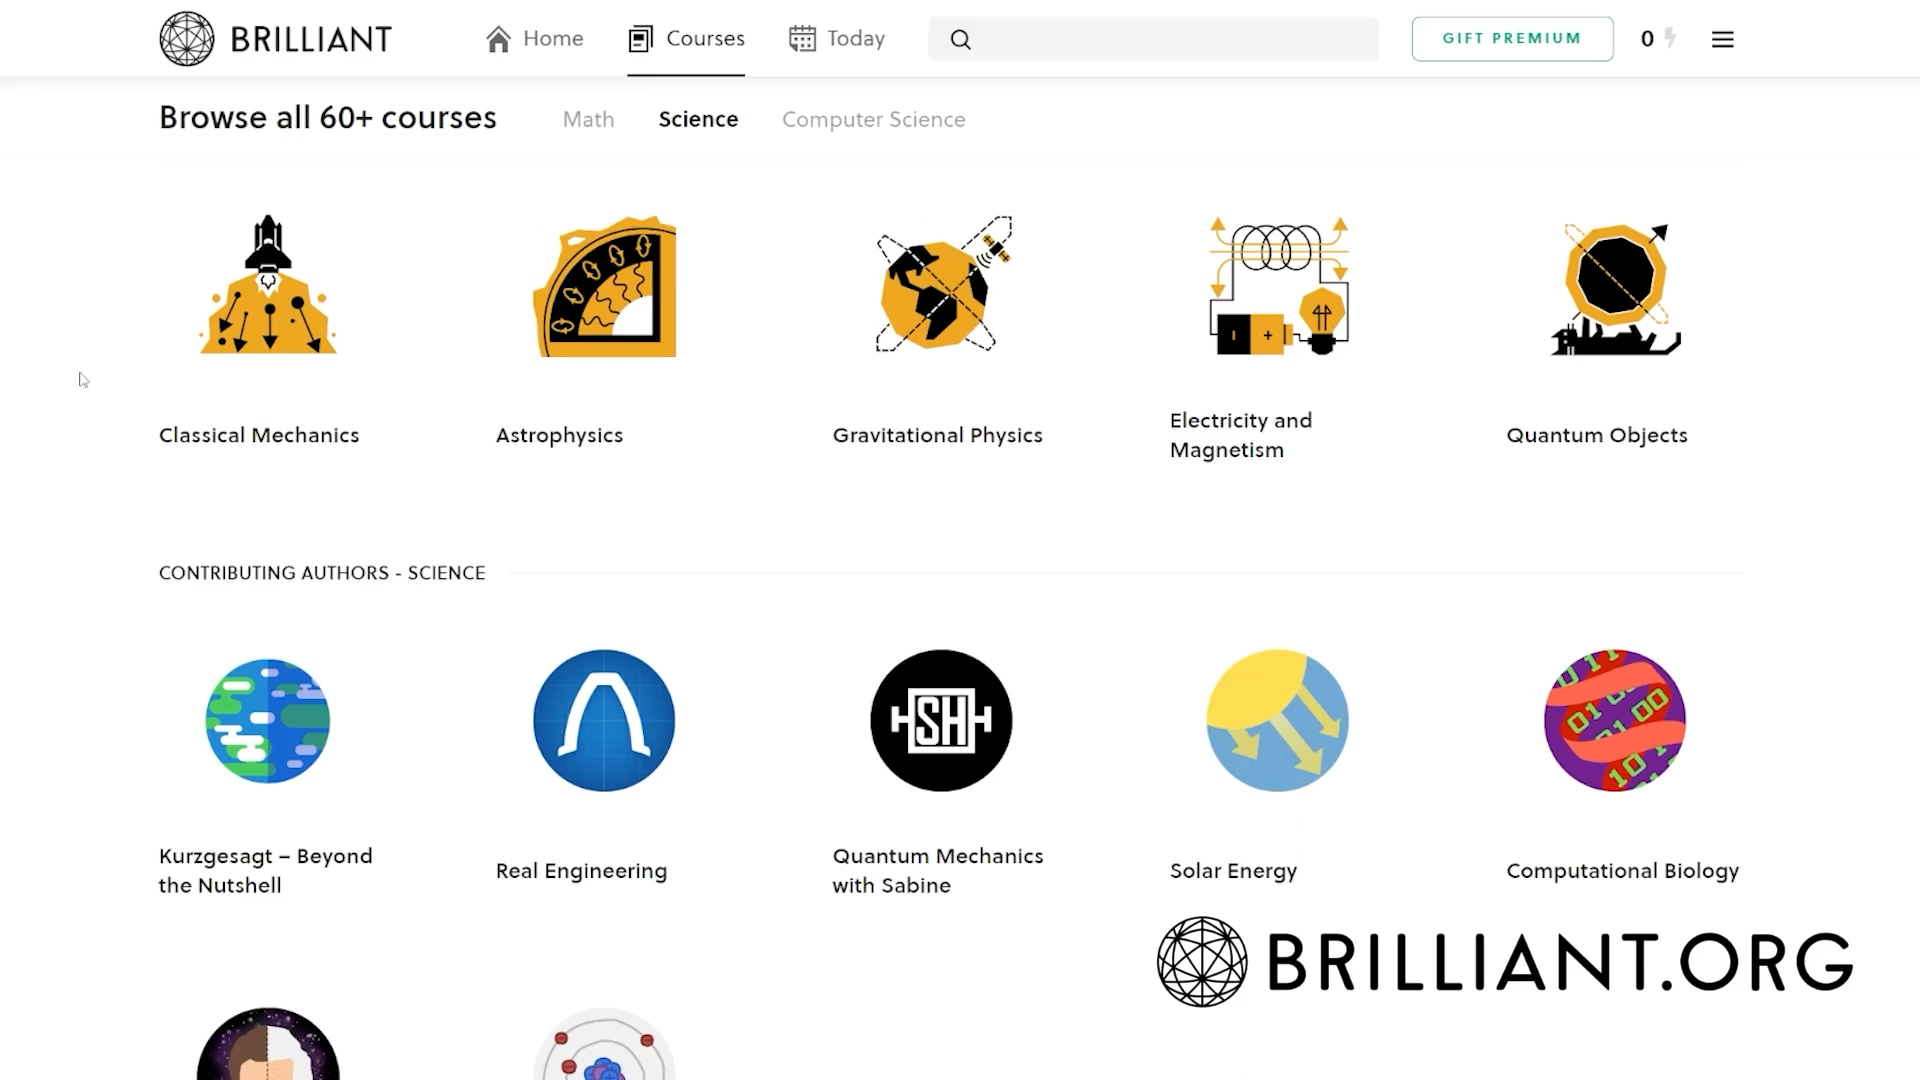 BRILLIANT
Home
Courses
Today
GIFT PREMIUM
0
Browse all 60+ courses
Math
Science
Computer Science
Classical Mechanics
Astrophysics
Gravitational Physics
Electricity and
Magnetism
Quantum Objects
CONTRIBUTING AUTHORS - SCIENCE
SH
Kurzgesagt – Beyond
the Nutshell
Real Engineering
Quantum Mechanics
with Sabine
Solar Energy
Computational Biology
BRILLIANT.ORG